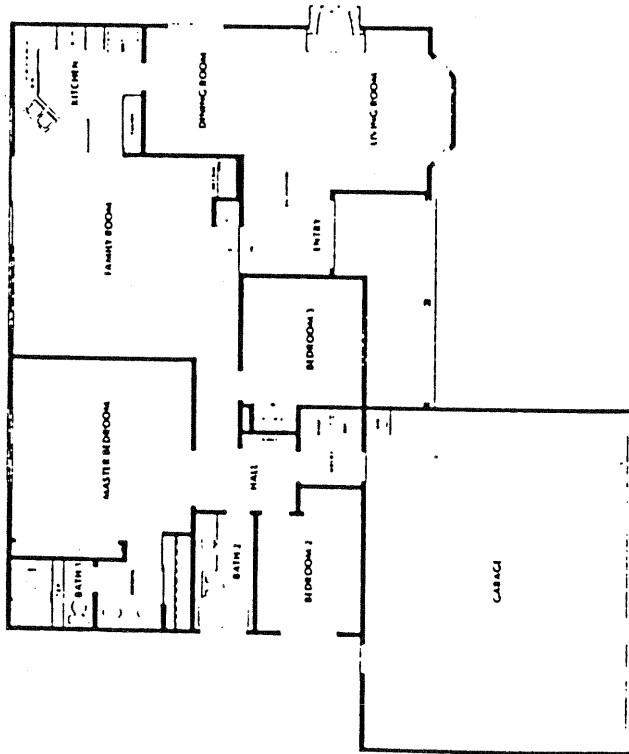 KITCHEN
DINING ROOM
LIVING ROOM
FAMILY ROOM
ENTRY
BEDROOM 3
MASTER BEDROOM
HALL
BATH 1
BATH 2
BEDROOM 2
GARAGE